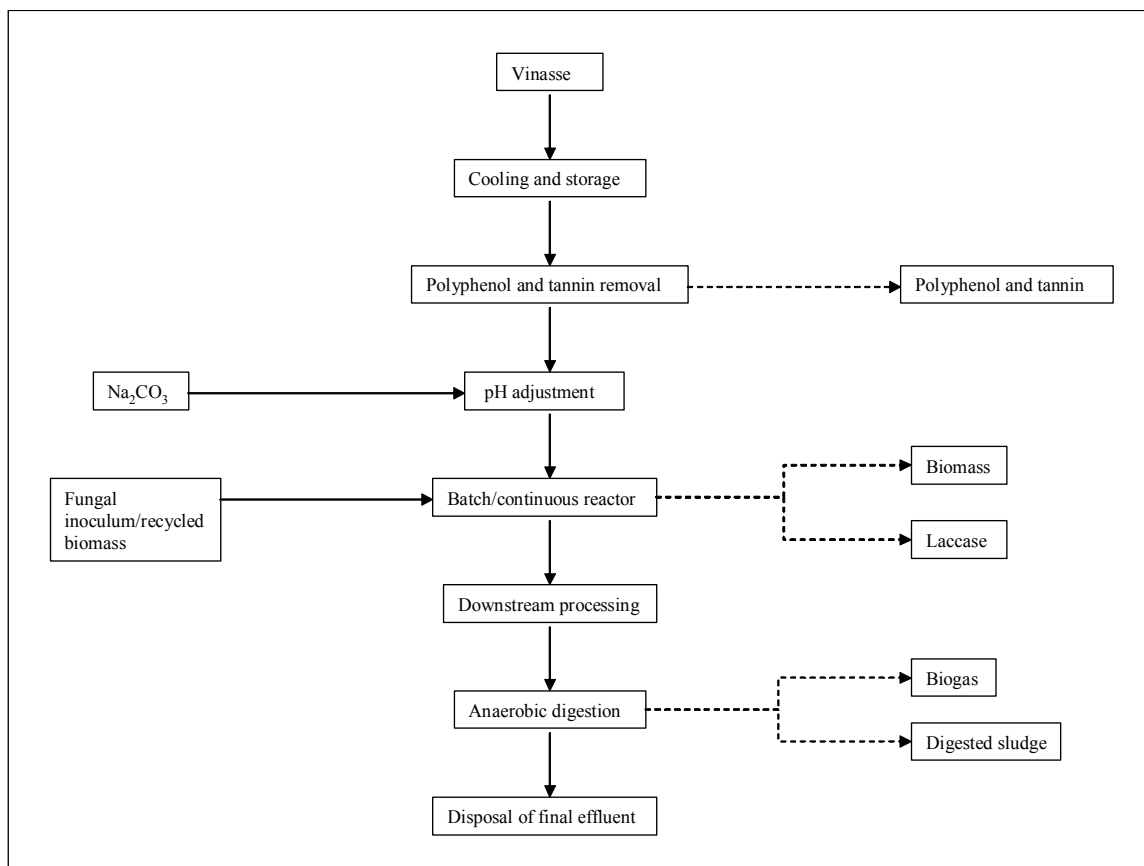 Vinasse
Cooling and storage
Polyphenol and tannin removal
Polyphenol and tannin
Na₂CO₃
pH adjustment
Fungal
inoculum/recycled
biomass
Batch/continuous reactor
Biomass
Laccase
Downstream processing
Anaerobic digestion
Biogas
Digested sludge
Disposal of final effluent